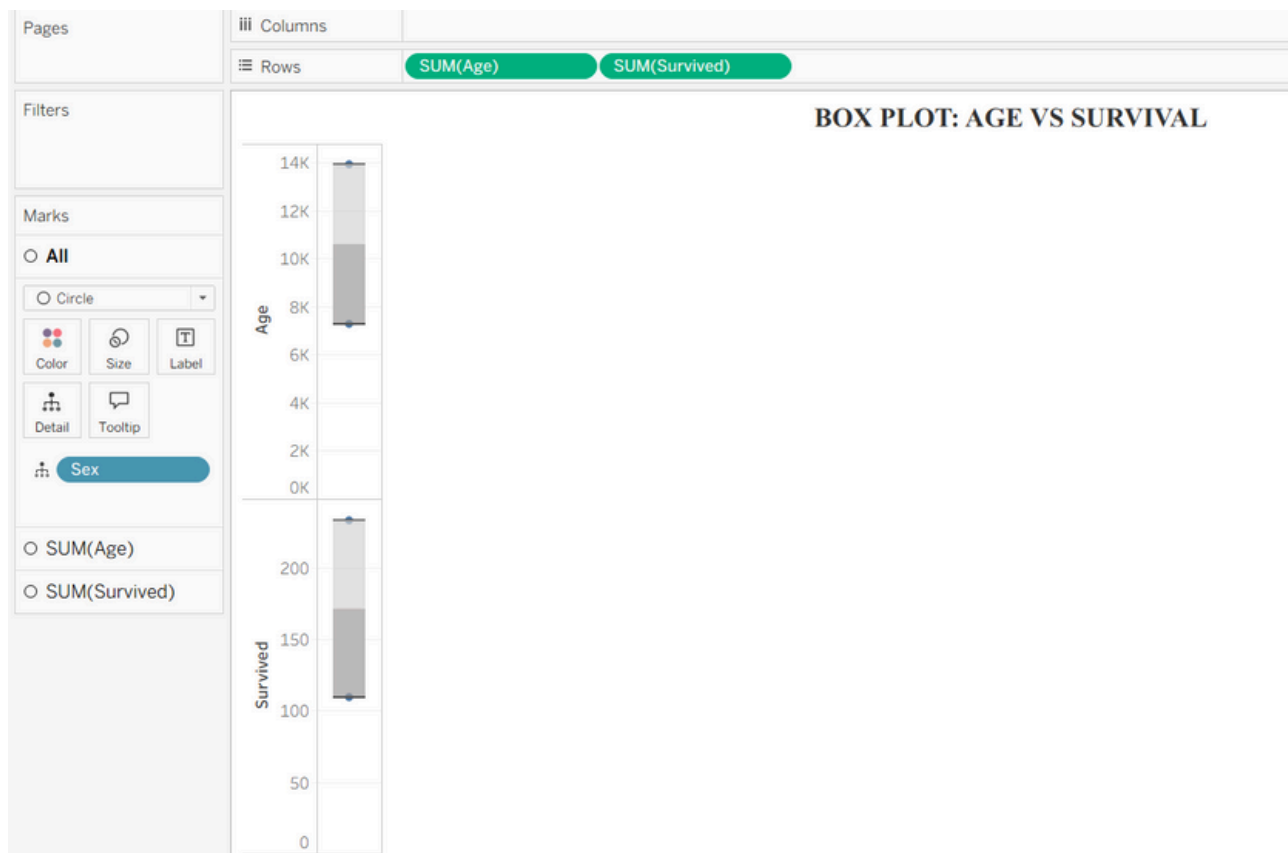 Pages
iii Columns
Rows
SUM(Age)
SUM(Survived)
Filters
BOX PLOT: AGE VS SURVIVAL
Marks
All
Circle
Color
Size
Label
Detail
Tooltip
Sex
SUM(Age)
SUM(Survived)
14K
12K
10K
8K
6K
4K
2K
0K
Age
200
150
100
50
0
Survived